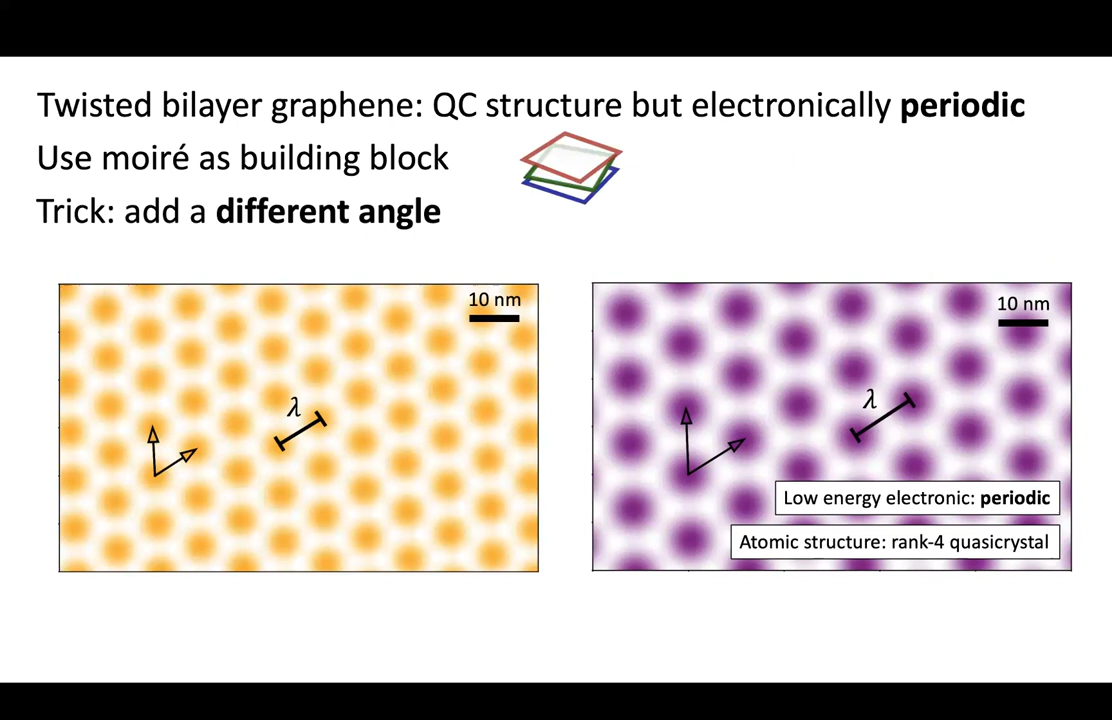 Twisted bilayer graphene: QC structure but electronically periodic
Use moiré as building block
Trick: add a different angle
10 nm
λ
10 nm
λ
Low energy electronic: periodic
Atomic structure: rank-4 quasicrystal